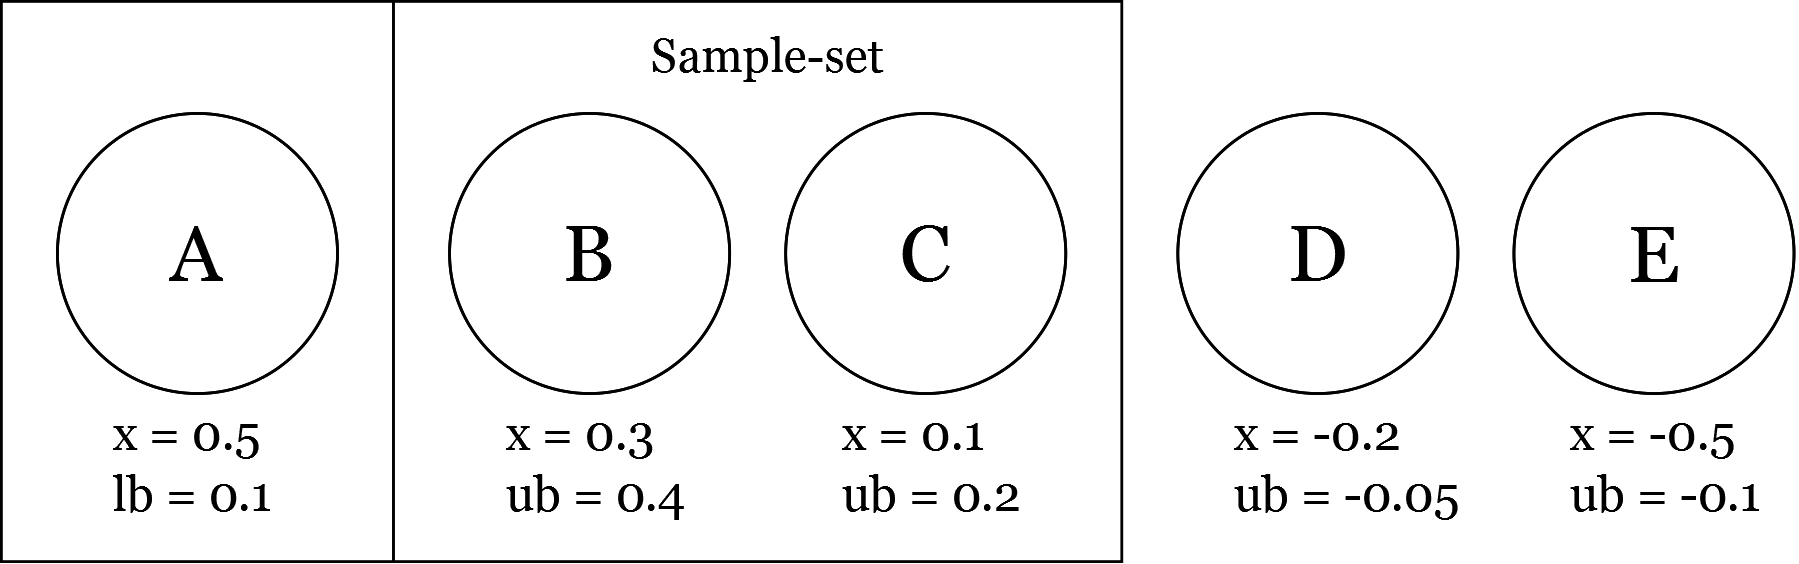 Sample-set
A
B
C
D
E
x = 0.5
lb = 0.1
x = 0.3
ub = 0.4
x = 0.1
ub = 0.2
x = -0.2
ub = -0.05
x = -0.5
ub = -0.1